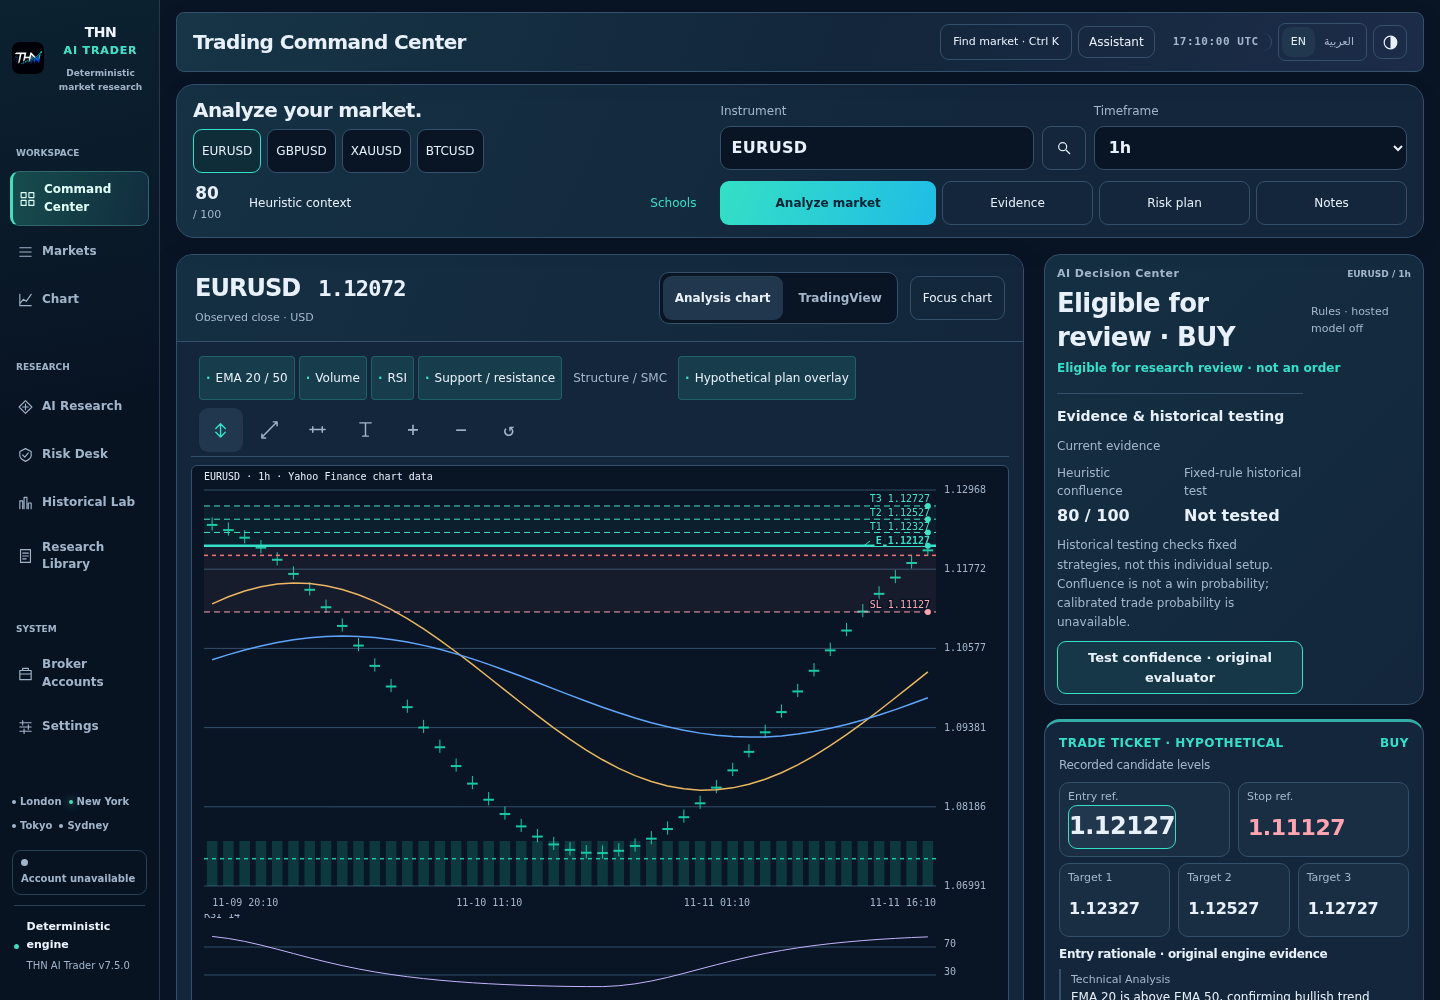 THN
AI TRADER
Deterministic
market research
WORKSPACE
Command
Center
Markets
Chart
RESEARCH
AI Research
Risk Desk
Historical Lab
Research
Library
SYSTEM
Broker
Accounts
Settings
London New York
Tokyo Sydney
Account unavailable
Deterministic
engine
THN AI Trader v7.5.0
Trading Command Center
Find market · Ctrl K
Assistant
17:10:00 UTC
EN
العربية
Analyze your market.
EURUSD
GBPUSD
XAUUSD
BTCUSD
80
/ 100
Heuristic context
Schools
Instrument
EURUSD
Timeframe
1h
Analyze market
Evidence
Risk plan
Notes
EURUSD 1.12072
Observed close · USD
Analysis chart
TradingView
Focus chart
· EMA 20 / 50
· Volume
· RSI
· Support / resistance
Structure / SMC
· Hypothetical plan overlay
EURUSD · 1h · Yahoo Finance chart data
1.12968
T3 1.12727
T2 1.12527
T1 1.12327
E 1.12127
1.11772
SL 1.11127
1.10577
1.09381
1.08186
1.06991
11-09 20:10
11-10 11:10
11-11 01:10
11-11 16:10
RSI 14
70
30
AI Decision Center
EURUSD / 1h
Eligible for
review · BUY
Rules · hosted
model off
Eligible for research review · not an order
Evidence & historical testing
Current evidence
Heuristic
confluence
80 / 100
Fixed-rule historical
test
Not tested
Historical testing checks fixed
strategies, not this individual setup.
Confluence is not a win probability;
calibrated trade probability is
unavailable.
Test confidence · original
evaluator
TRADE TICKET · HYPOTHETICAL
BUY
Recorded candidate levels
Entry ref.
1.12127
Stop ref.
1.11127
Target 1
1.12327
Target 2
1.12527
Target 3
1.12727
Entry rationale · original engine evidence
Technical Analysis
EMA 20 is above EMA 50, confirming bullish trend